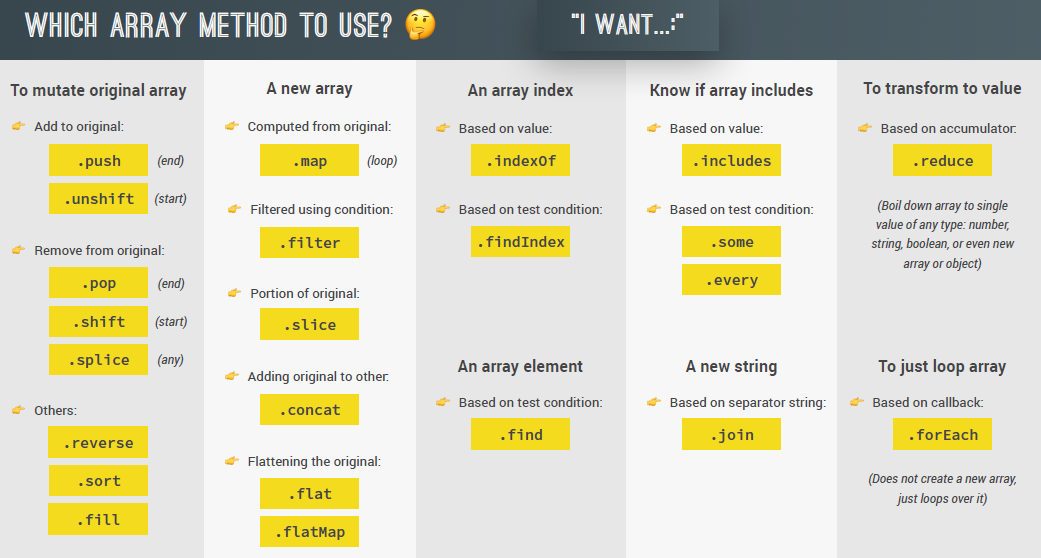 WHICH ARRAY METHOD TO USE? 🤔
"I WANT...:"
To mutate original array
👉 Add to original:
.push (end)
.unshift (start)
👉 Remove from original:
.pop (end)
.shift (start)
.splice (any)
👉 Others:
.reverse
.sort
.fill
A new array
👉 Computed from original:
.map (loop)
👉 Filtered using condition:
.filter
👉 Portion of original:
.slice
👉 Adding original to other:
.concat
👉 Flattening the original:
.flat
.flatMap
An array index
👉 Based on value:
.indexOf
👉 Based on test condition:
.findIndex
An array element
👉 Based on test condition:
.find
Know if array includes
👉 Based on value:
.includes
👉 Based on test condition:
.some
.every
A new string
👉 Based on separator string:
.join
To transform to value
👉 Based on accumulator:
.reduce
(Boil down array to single
value of any type: number,
string, boolean, or even new
array or object)
To just loop array
👉 Based on callback:
.forEach
(Does not create a new array,
just loops over it)